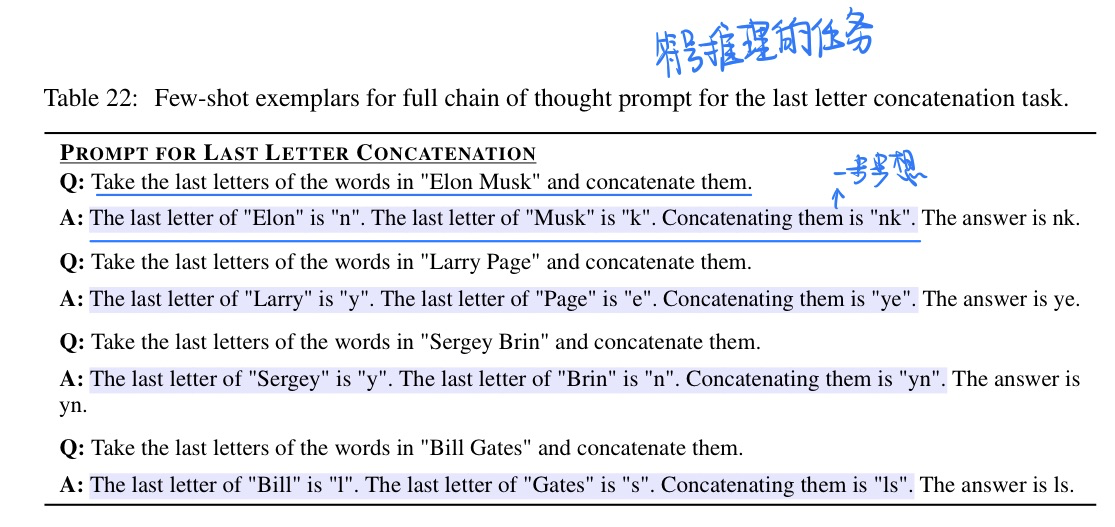 符号推理的任务
Table 22: Few-shot exemplars for full chain of thought prompt for the last letter concatenation task.
PROMPT FOR LAST LETTER CONCATENATION
一步步想
Q: Take the last letters of the words in "Elon Musk" and concatenate them.
A: The last letter of "Elon" is "n". The last letter of "Musk" is "k". Concatenating them is "nk". The answer is nk.
Q: Take the last letters of the words in "Larry Page" and concatenate them.
A: The last letter of "Larry" is "y". The last letter of "Page" is "e". Concatenating them is "ye". The answer is ye.
Q: Take the last letters of the words in "Sergey Brin" and concatenate them.
A: The last letter of "Sergey" is "y". The last letter of "Brin" is "n". Concatenating them is "yn". The answer is
yn.
Q: Take the last letters of the words in "Bill Gates" and concatenate them.
A: The last letter of "Bill" is "l". The last letter of "Gates" is "s". Concatenating them is "ls". The answer is ls.